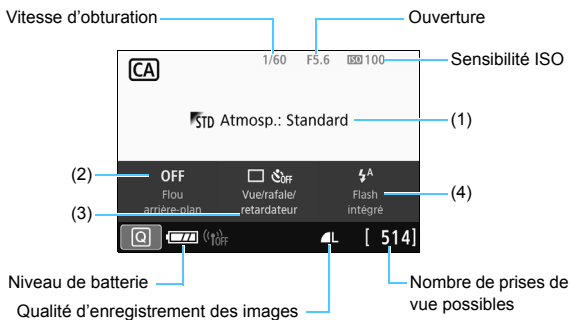 Vitesse d'obturation
Ouverture
CA
1/60 F5.6 ISO 100
Sensibilité ISO
STD Atmosp.: Standard
(1)
(2)
OFF
OFF
A
Flou
arrière-plan
Vue/rafale/
retardateur
Flash
intégré
(4)
(3)
Q
OFF
L
[ 514]
Niveau de batterie
Nombre de prises de
vue possibles
Qualité d'enregistrement des images